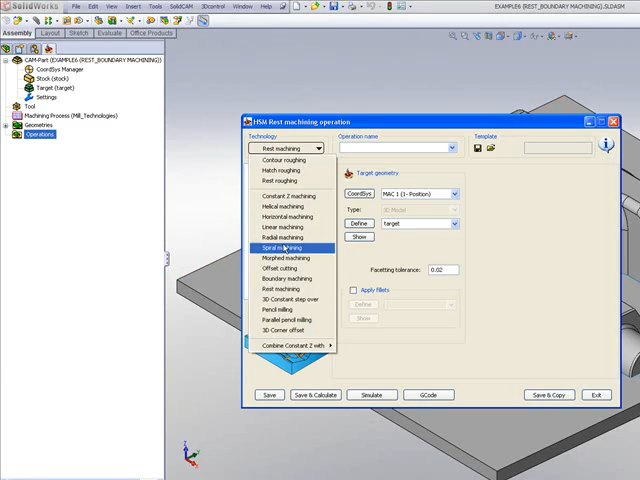 SolidWorks
File Edit View Insert Tools SolidCAM 3Dcontrol Window Help
EXAMPLE6 (REST_BOUNDARY MACHINING).SLDASM
Assembly Layout Sketch Evaluate Office Products
CAM-Part (EXAMPLE6 (REST_BOUNDARY MACHINING))
CoordSys Manager
Stock (stock)
Target (target)
Settings
Tool
Machining Process (Mill_Technologies)
Geometries
Operations
HSM Rest machining operation
Technology
Operation name
Template
Rest machining
Contour roughing
Hatch roughing
Rest roughing
Constant Z machining
Helical machining
Horizontal machining
Linear machining
Radial machining
Spiral machining
Morphed machining
Offset cutting
Boundary machining
Rest machining
3D Constant step over
Pencil milling
Parallel pencil milling
3D Corner offset
Combine Constant Z with
Target geometry
CoordSys MAC 1 (1- Position)
Type: 3D Model
Define target
Show
Facetting tolerance: 0.02
Apply fillets
Define
Show
Save Save & Calculate Simulate GCode Save & Copy Exit
Z
X